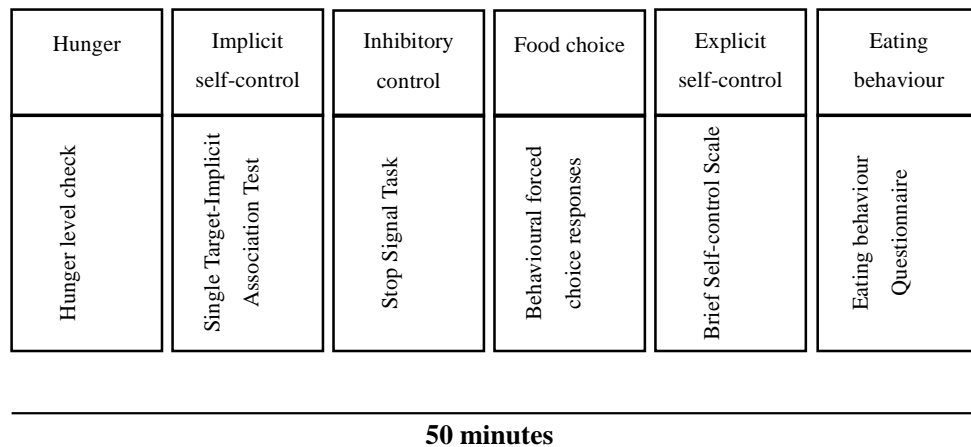 Hunger
Implicit
self-control
Inhibitory
control
Food choice
Explicit
self-control
Eating
behaviour
Hunger level check
Single Target-Implicit
Association Test
Stop Signal Task
Behavioural forced
choice responses
Brief Self-control Scale
Eating behaviour
Questionnaire
50 minutes